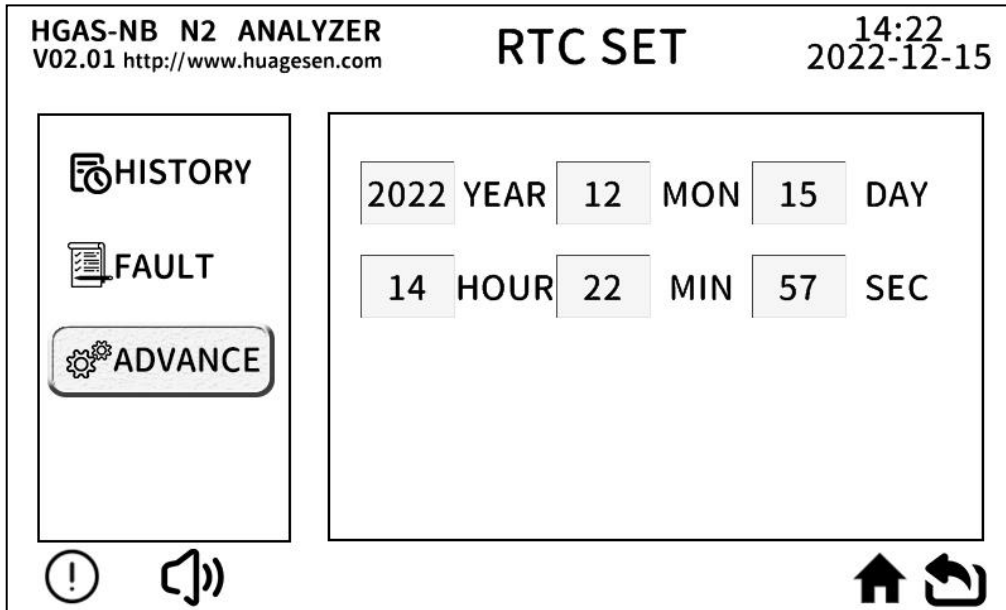 HGAS-NB N2 ANALYZER
V02.01 http://www.huagesen.com
RTC SET
14:22
2022-12-15
HISTORY
FAULT
ADVANCE
2022 YEAR 12 MON 15 DAY
14 HOUR 22 MIN 57 SEC